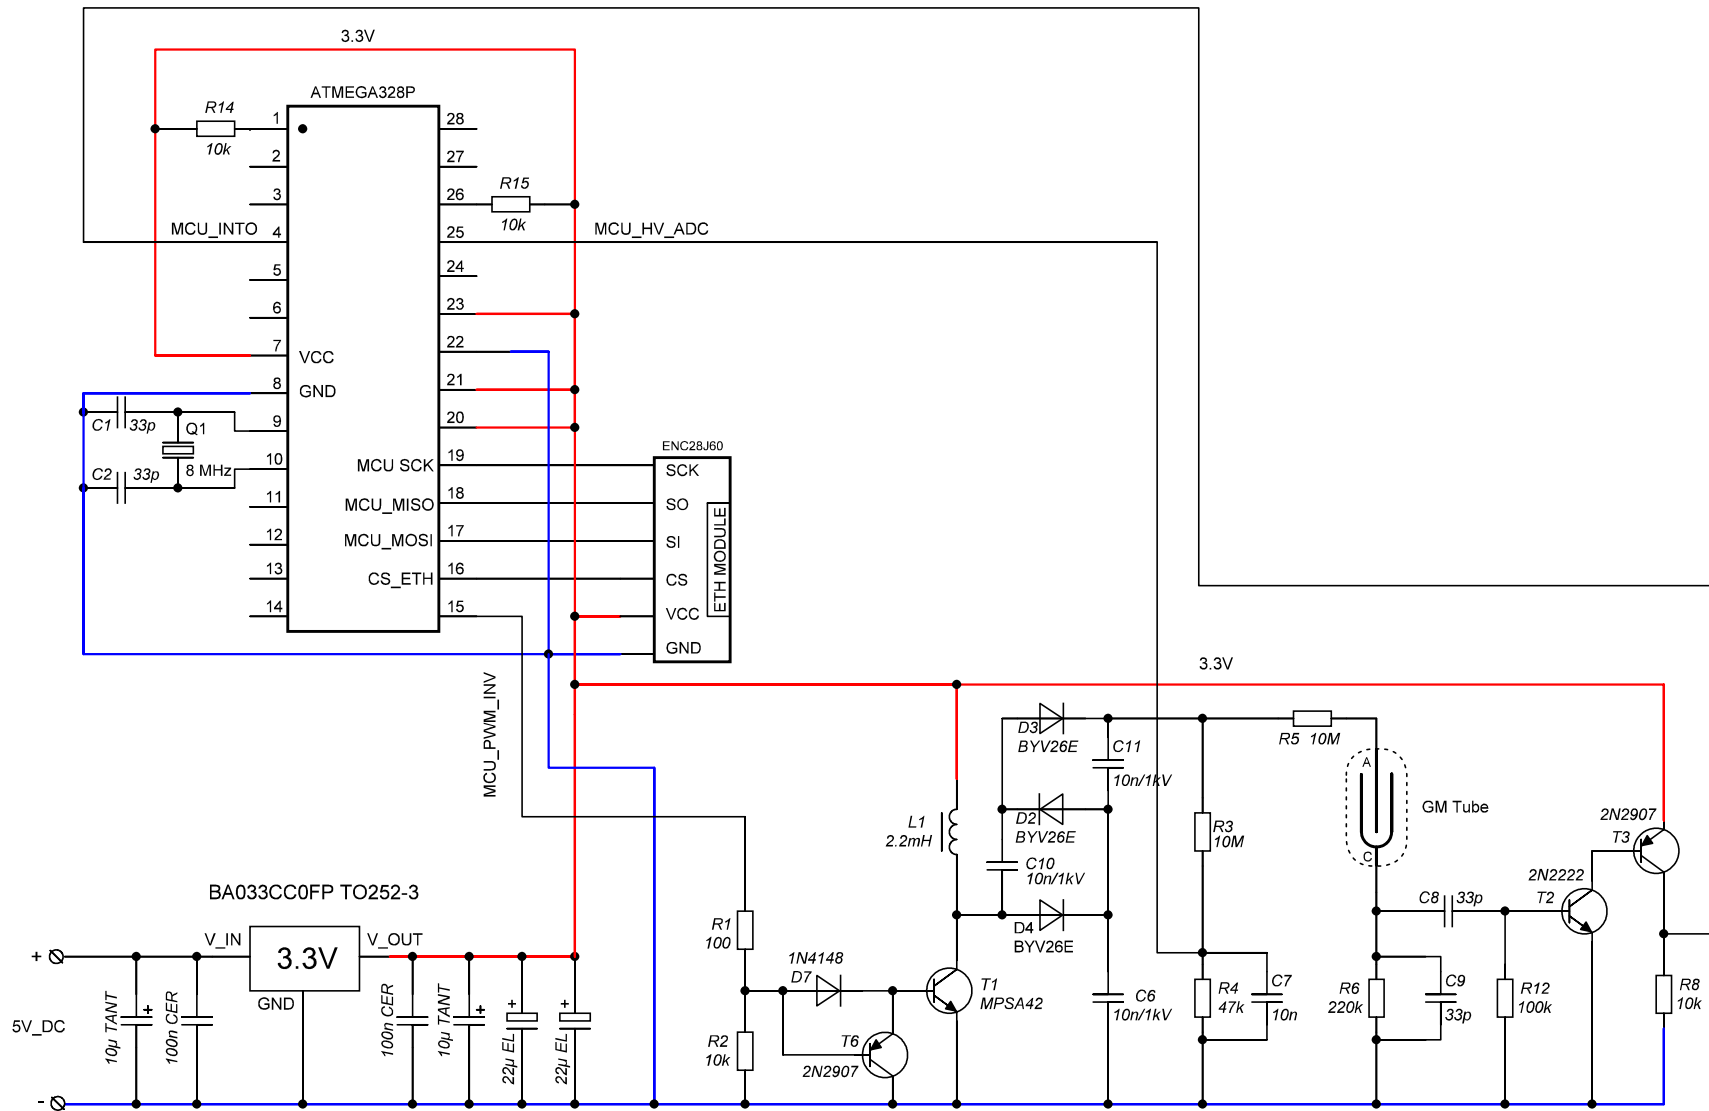 3.3V
ATMEGA328P
R14
10k
1
2
3
MCU_INTO
4
5
6
7
VCC
8
GND
C1
33p
Q1
9
C2
33p
8 MHz
10
11
12
13
14
28
27
26
R15
10k
25
MCU_HV_ADC
24
23
22
21
20
MCU SCK
19
MCU_MISO
18
MCU_MOSI
17
CS_ETH
16
15
ENC28J60
SCK
SO
SI
CS
VCC
GND
ETH MODULE
MCU_PWM_INV
3.3V
D3
BYV26E
C11
10n/1kV
D2
BYV26E
C10
10n/1kV
D4
BYV26E
L1
2.2mH
R5 10M
R3
10M
A
C
GM Tube
2N2907
T3
2N2222
T2
C8
33p
BA033CC0FP TO252-3
V_IN
3.3V
V_OUT
GND
+
-
5V_DC
10µ TANT
+
100n CER
100n CER
10µ TANT
+
22µ EL
+
22µ EL
+
R1
100
R2
10k
1N4148
D7
T6
2N2907
T1
MPSA42
C6
10n/1kV
R4
47k
C7
10n
R6
220k
C9
33p
R12
100k
R8
10k